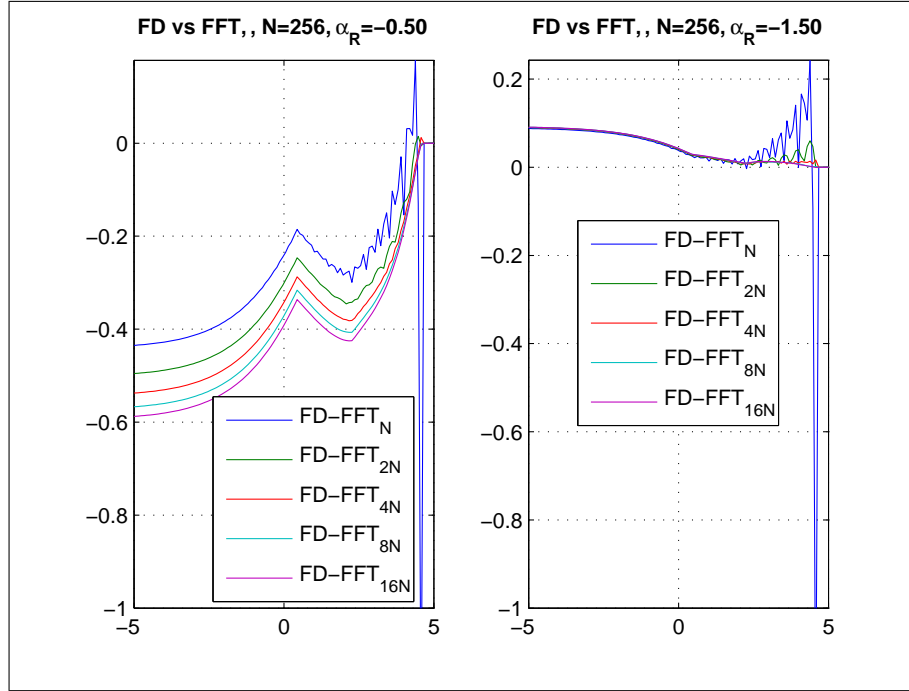 FD vs FFT, , N=256, α_R=−0.50
0
−0.2
−0.4
−0.6
−0.8
−1
−5
0
5
FD−FFT_N
FD−FFT_2N
FD−FFT_4N
FD−FFT_8N
FD−FFT_16N
FD vs FFT, , N=256, α_R=−1.50
0.2
0
−0.2
−0.4
−0.6
−0.8
−1
−5
0
5
FD−FFT_N
FD−FFT_2N
FD−FFT_4N
FD−FFT_8N
FD−FFT_16N